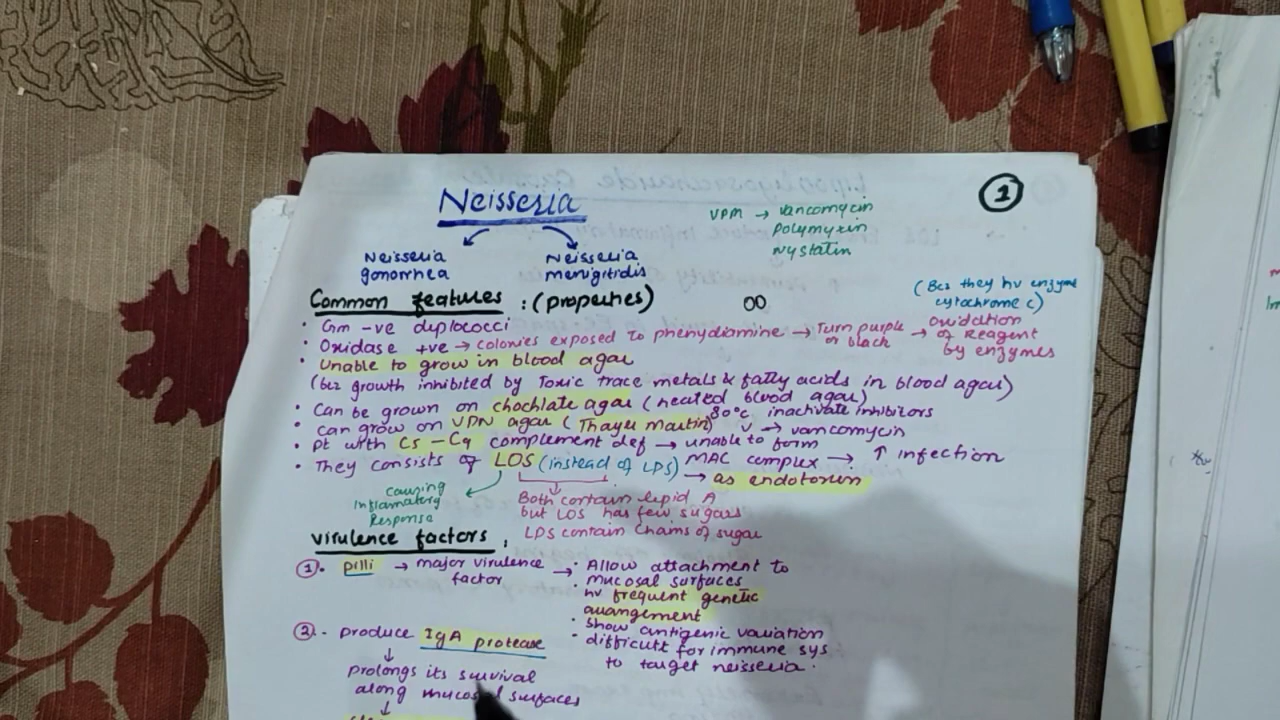 Neisseria
1
VPM → vancomycin
Polymyxin
Nystatin
Neisseria
gonorrhea
Neisseria
menigitidis
Common features : (properties)
(Bcz they hv enzyme
cytochrome c)
• Gm -ve diplococci
• Oxidase +ve → colonies exposed to phenydiamine → Turn purple
or black → Oxidation
of Reagent
by enzymes
• Unable to grow in blood agar
(bcz growth inhibited by Toxic trace metals & fatty acids in blood agar)
• Can be grown on chochlate agar (heated blood agar)
80°c inactivate inhibitors
• Can grow on VPN agar (Thayer martin)
V → vancomycin
• Pt with C5 - C9 complement def → unable to form
MAC complex → ↑ infection
• They consists of LOS (instead of LPS) → as endotoxin
Causing
Inflamatory
Response
Both contain lipid A
but LOS has few sugars
LPS contain Chains of sugar
Virulence factors :
①. pilli → major virulence
factor
→ • Allow attachment to
mucosal surfaces
• hv frequent genetic
arrangement
• Show antigenic variation
difficult for immune sys
to target neisseria.
②.- produce IgA protease
↓
prolongs its survival
along mucosal surfaces
↓